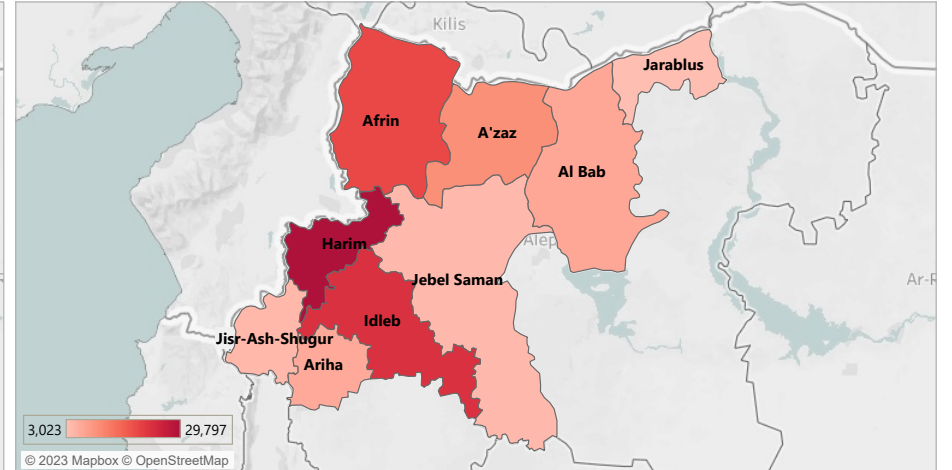 Kilis
Jarablus
Afrin
A'zaz
Al Bab
Harim
Alep
Jebel Saman
Ar-R
Idleb
Jisr-Ash-Shugur
Ariha
3,023
29,797
© 2023 Mapbox © OpenStreetMap